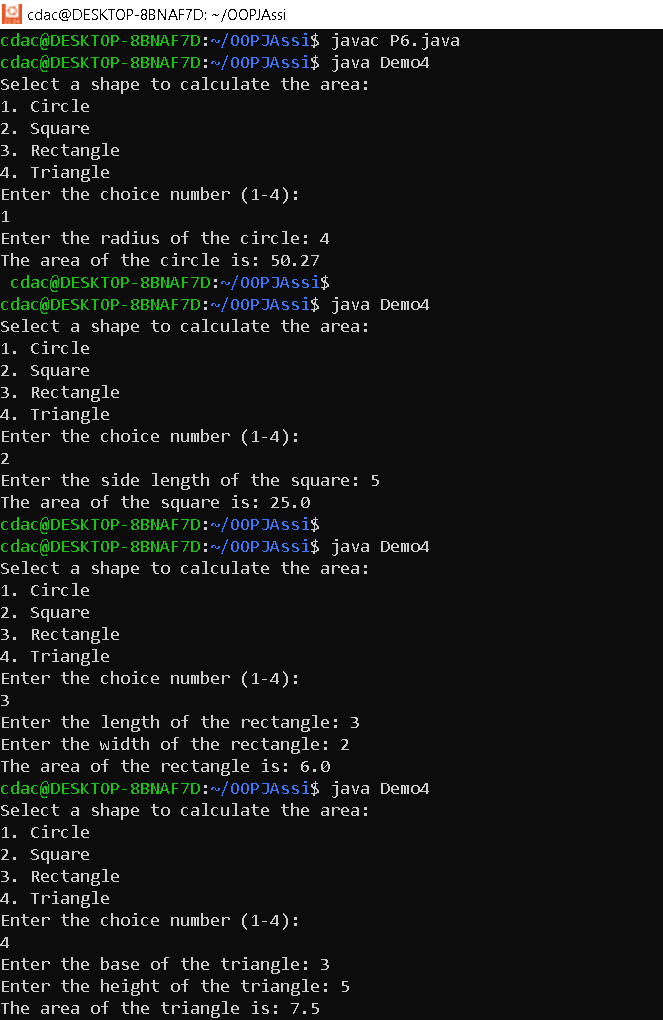 cdac@DESKTOP-8BNAF7D: ~/OOPJAssi
cdac@DESKTOP-8BNAF7D:~/OOPJAssi$ javac P6.java
cdac@DESKTOP-8BNAF7D:~/OOPJAssi$ java Demo4
Select a shape to calculate the area:
1. Circle
2. Square
3. Rectangle
4. Triangle
Enter the choice number (1-4):
1
Enter the radius of the circle: 4
The area of the circle is: 50.27
 cdac@DESKTOP-8BNAF7D:~/OOPJAssi$
cdac@DESKTOP-8BNAF7D:~/OOPJAssi$ java Demo4
Select a shape to calculate the area:
1. Circle
2. Square
3. Rectangle
4. Triangle
Enter the choice number (1-4):
2
Enter the side length of the square: 5
The area of the square is: 25.0
cdac@DESKTOP-8BNAF7D:~/OOPJAssi$
cdac@DESKTOP-8BNAF7D:~/OOPJAssi$ java Demo4
Select a shape to calculate the area:
1. Circle
2. Square
3. Rectangle
4. Triangle
Enter the choice number (1-4):
3
Enter the length of the rectangle: 3
Enter the width of the rectangle: 2
The area of the rectangle is: 6.0
cdac@DESKTOP-8BNAF7D:~/OOPJAssi$ java Demo4
Select a shape to calculate the area:
1. Circle
2. Square
3. Rectangle
4. Triangle
Enter the choice number (1-4):
4
Enter the base of the triangle: 3
Enter the height of the triangle: 5
The area of the triangle is: 7.5